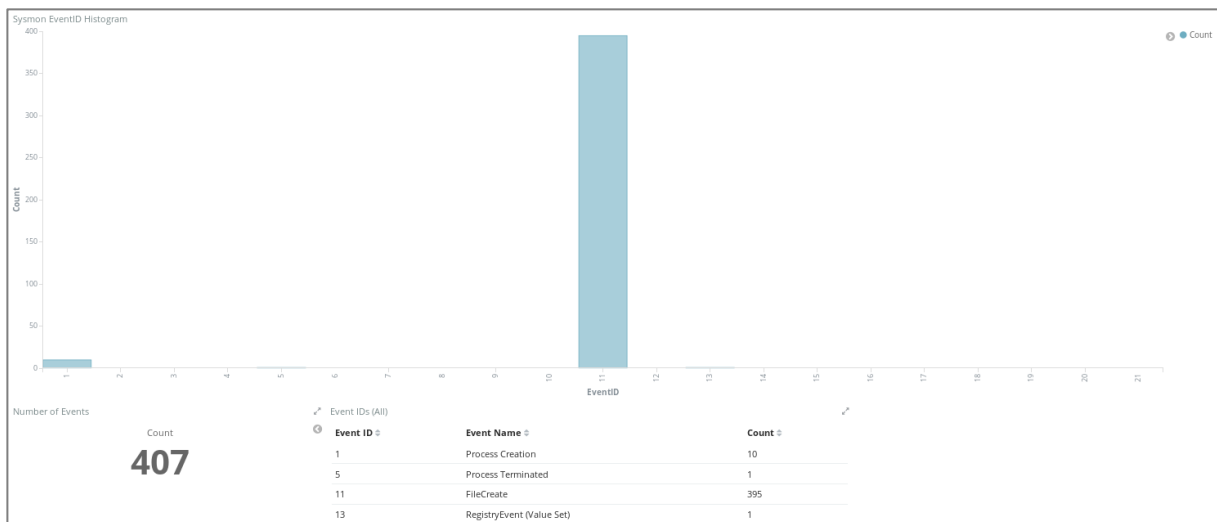 Sysmon EventID Histogram
400
350
300
250
200
150
100
50
0
Count
1 2 3 4 5 6 7 8 9 10 11 12 13 14 15 16 17 18 19 20 21
EventID
Count
Number of Events
Count
407
Event IDs (All)
Event ID Event Name Count
1 Process Creation 10
5 Process Terminated 1
11 FileCreate 395
13 RegistryEvent (Value Set) 1